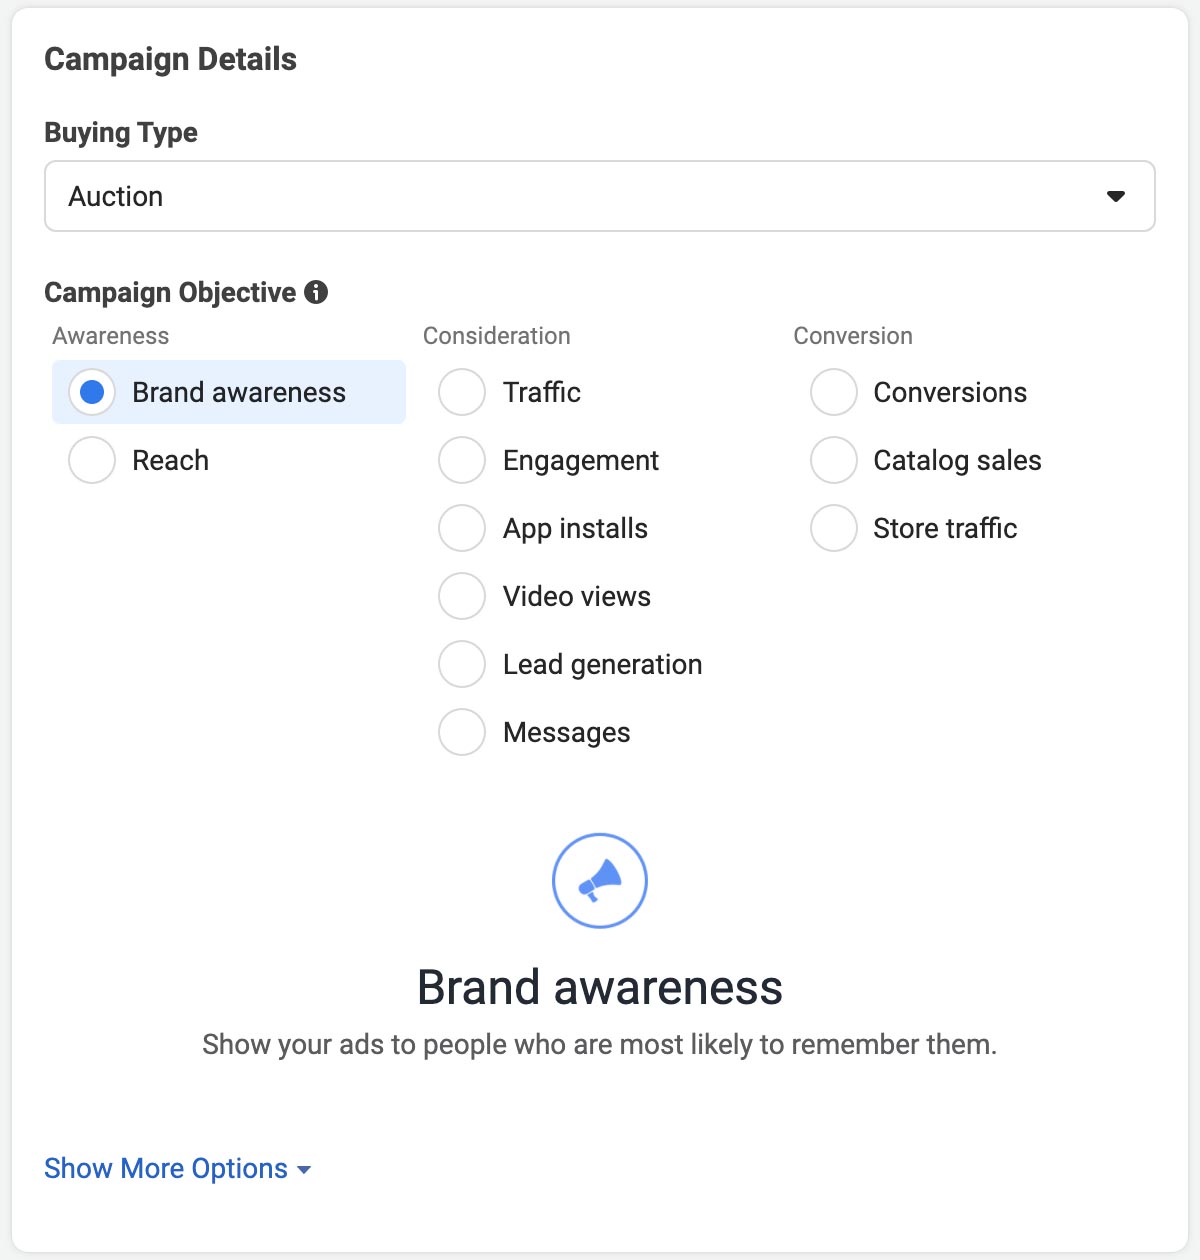 Campaign Details
Buying Type
Auction
Campaign Objective
Awareness
Brand awareness
Reach
Consideration
Traffic
Engagement
App installs
Video views
Lead generation
Messages
Conversion
Conversions
Catalog sales
Store traffic
Brand awareness
Show your ads to people who are most likely to remember them.
Show More Options